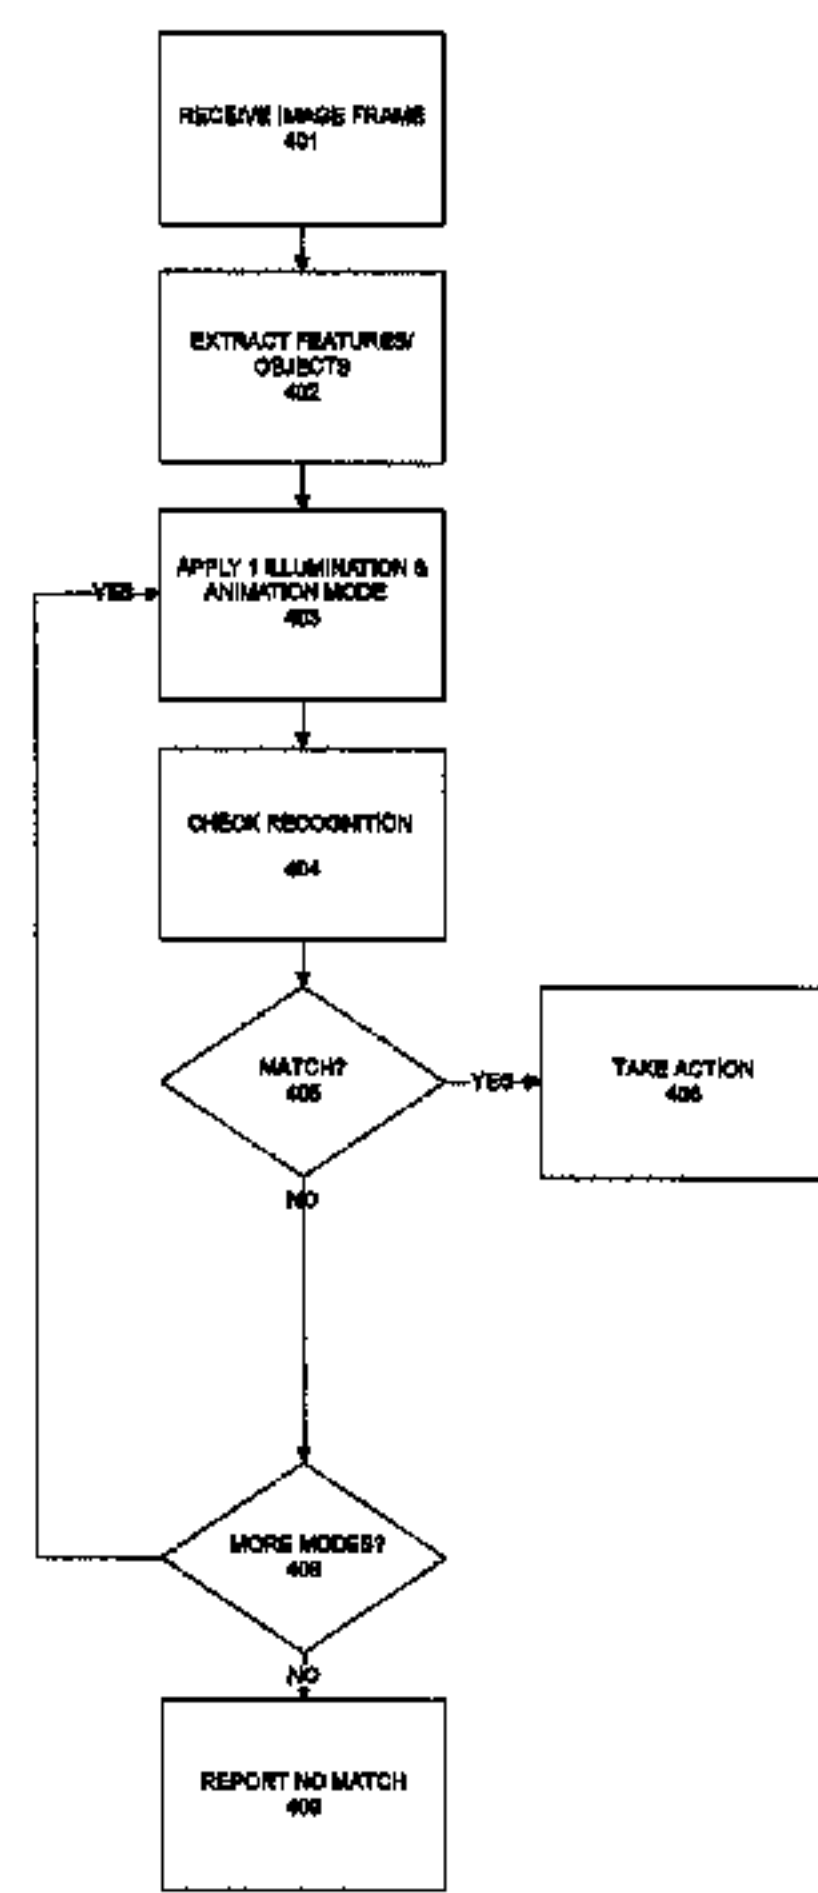 RECEIVE IMAGE FRAME
401
EXTRACT FEATURES/
OBJECTS
402
APPLY 1 ILLUMINATION &
ANIMATION MODE
403
YES
CHECK RECOGNITION
404
MATCH?
405
YES
TAKE ACTION
NO
MORE MODES?
NO
REPORT NO MATCH
409